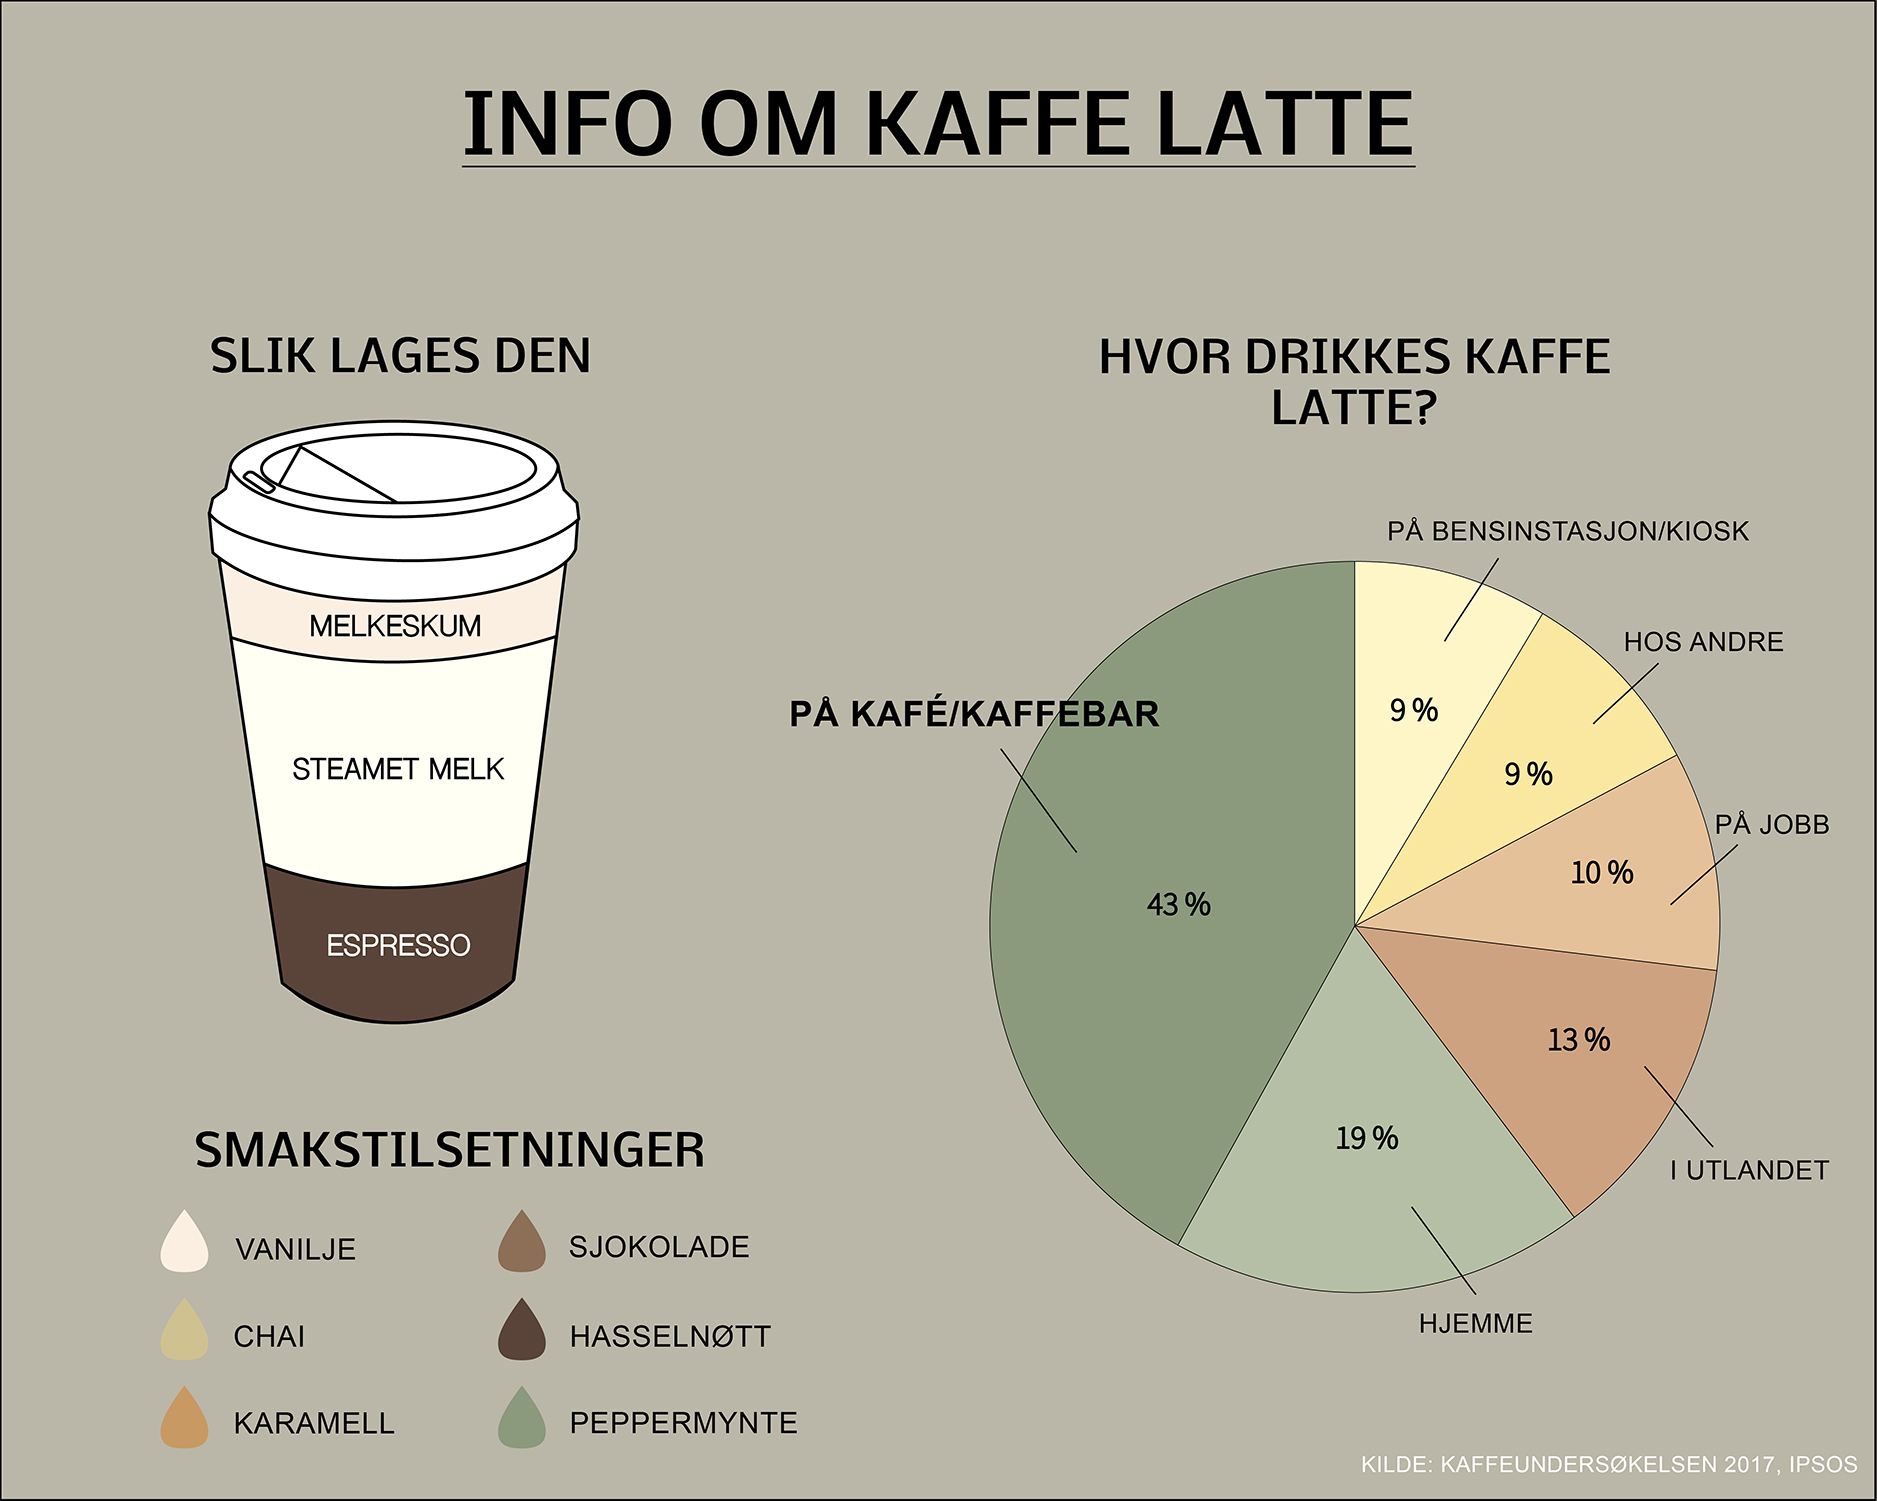 INFO OM KAFFE LATTE
SLIK LAGES DEN
MELKESKUM
STEAMET MELK
ESPRESSO
SMAKSTILSETNINGER
VANILJE
CHAI
KARAMELL
SJOKOLADE
HASSELNØTT
PEPPERMYNTE
HVOR DRIKKES KAFFE
LATTE?
PÅ BENSINSTASJON/KIOSK
9 %
HOS ANDRE
9 %
PÅ JOBB
10 %
I UTLANDET
13 %
HJEMME
19 %
PÅ KAFÉ/KAFFEBAR
43 %
KILDE: KAFFEUNDERSØKELSEN 2017, IPSOS